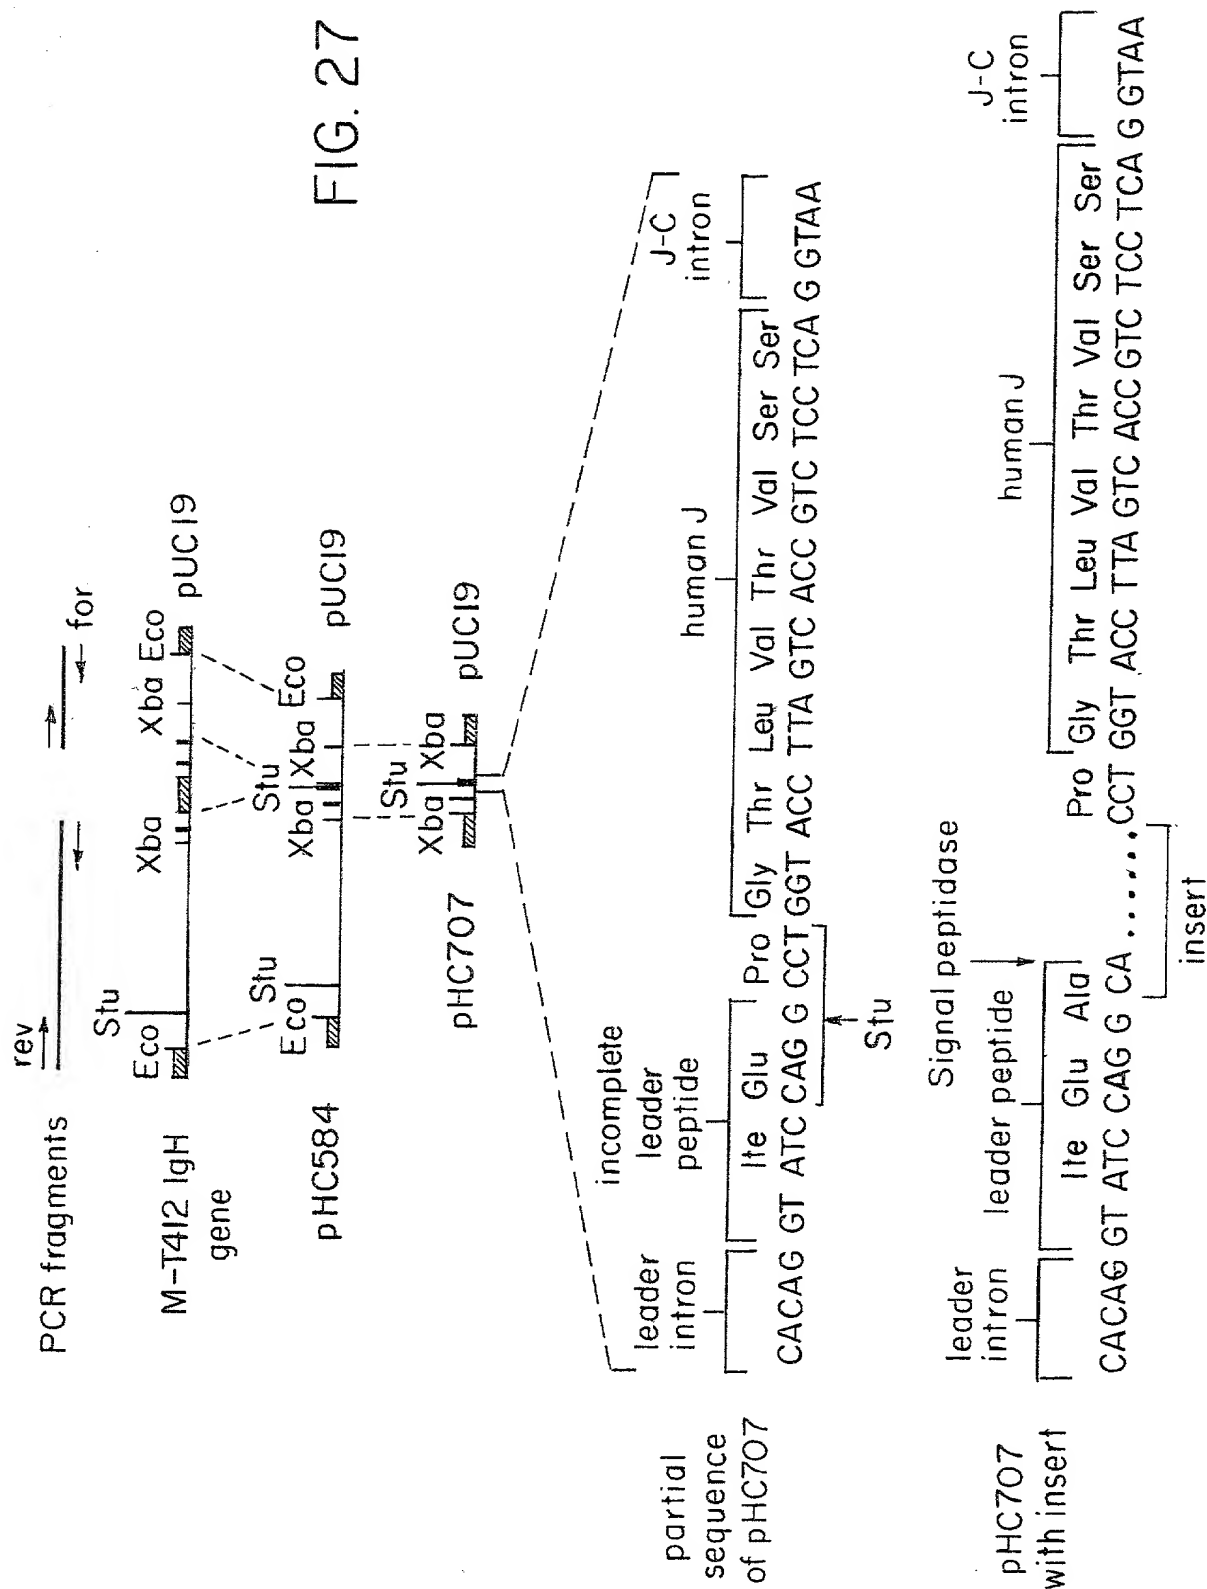 FIG. 27
PCR fragments
rev
for
M-T412 IgH
gene
Eco
Stu
Xba
Xba
Eco
pUC19
pHC584
Eco
Stu
Xba
Stu
Xba
Eco
pUC19
pHC707
Xba
Stu
Xba
pUC19
partial
sequence
of pHC707
leader
intron
incomplete
leader
peptide
human J
J-C
intron
Ite Glu Pro Gly Thr Leu Val Thr Val Ser Ser
CACAG GT ATC CAG G CCT GGT ACC TTA GTC ACC GTC TCC TCA G GTAA
Stu
pHC707
with insert
leader
intron
leader peptide
Signal peptidase
human J
J-C
intron
Ite Glu Ala Pro Gly Thr Leu Val Thr Val Ser Ser
CACAG GT ATC CAG G CA ...... CCT GGT ACC TTA GTC ACC GTC TCC TCA G GTAA
insert